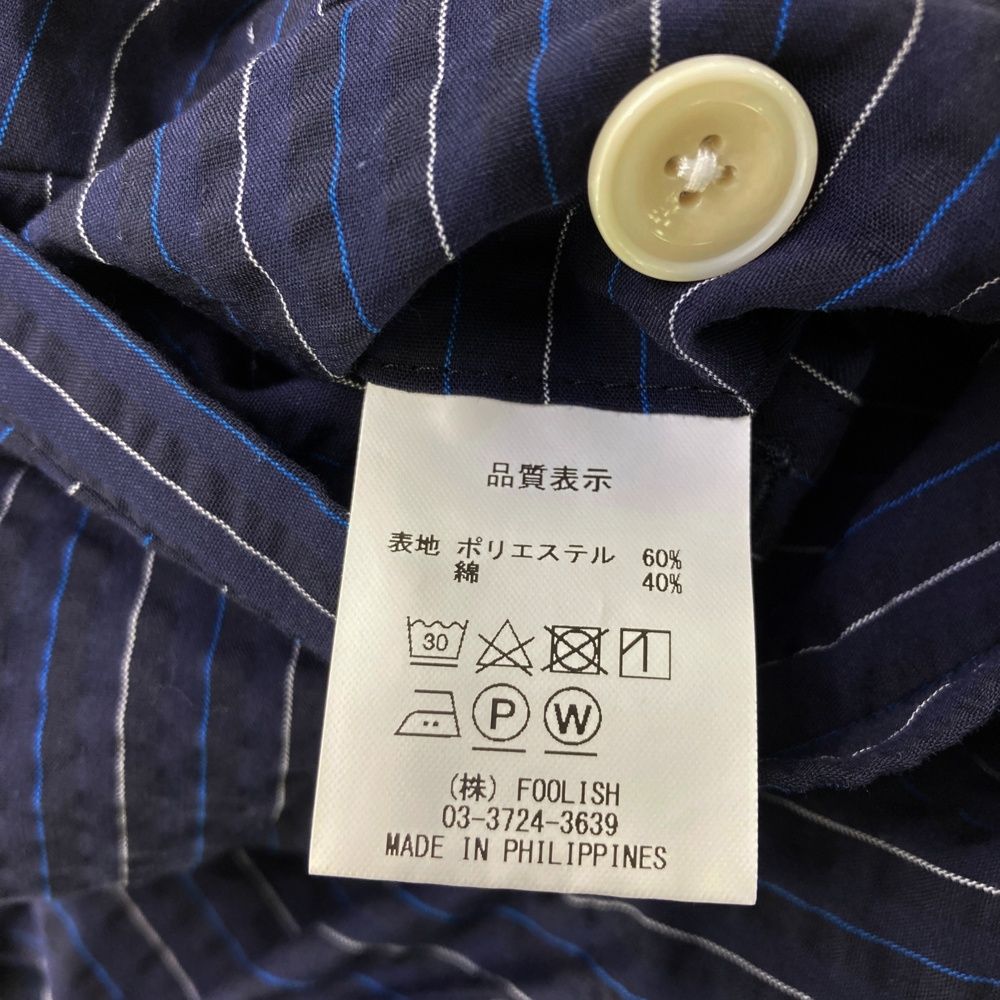 品質表示
表地 ポリエステル 60%
綿 40%
30
P W
(株) FOOLISH
03-3724-3639
MADE IN PHILIPPINES